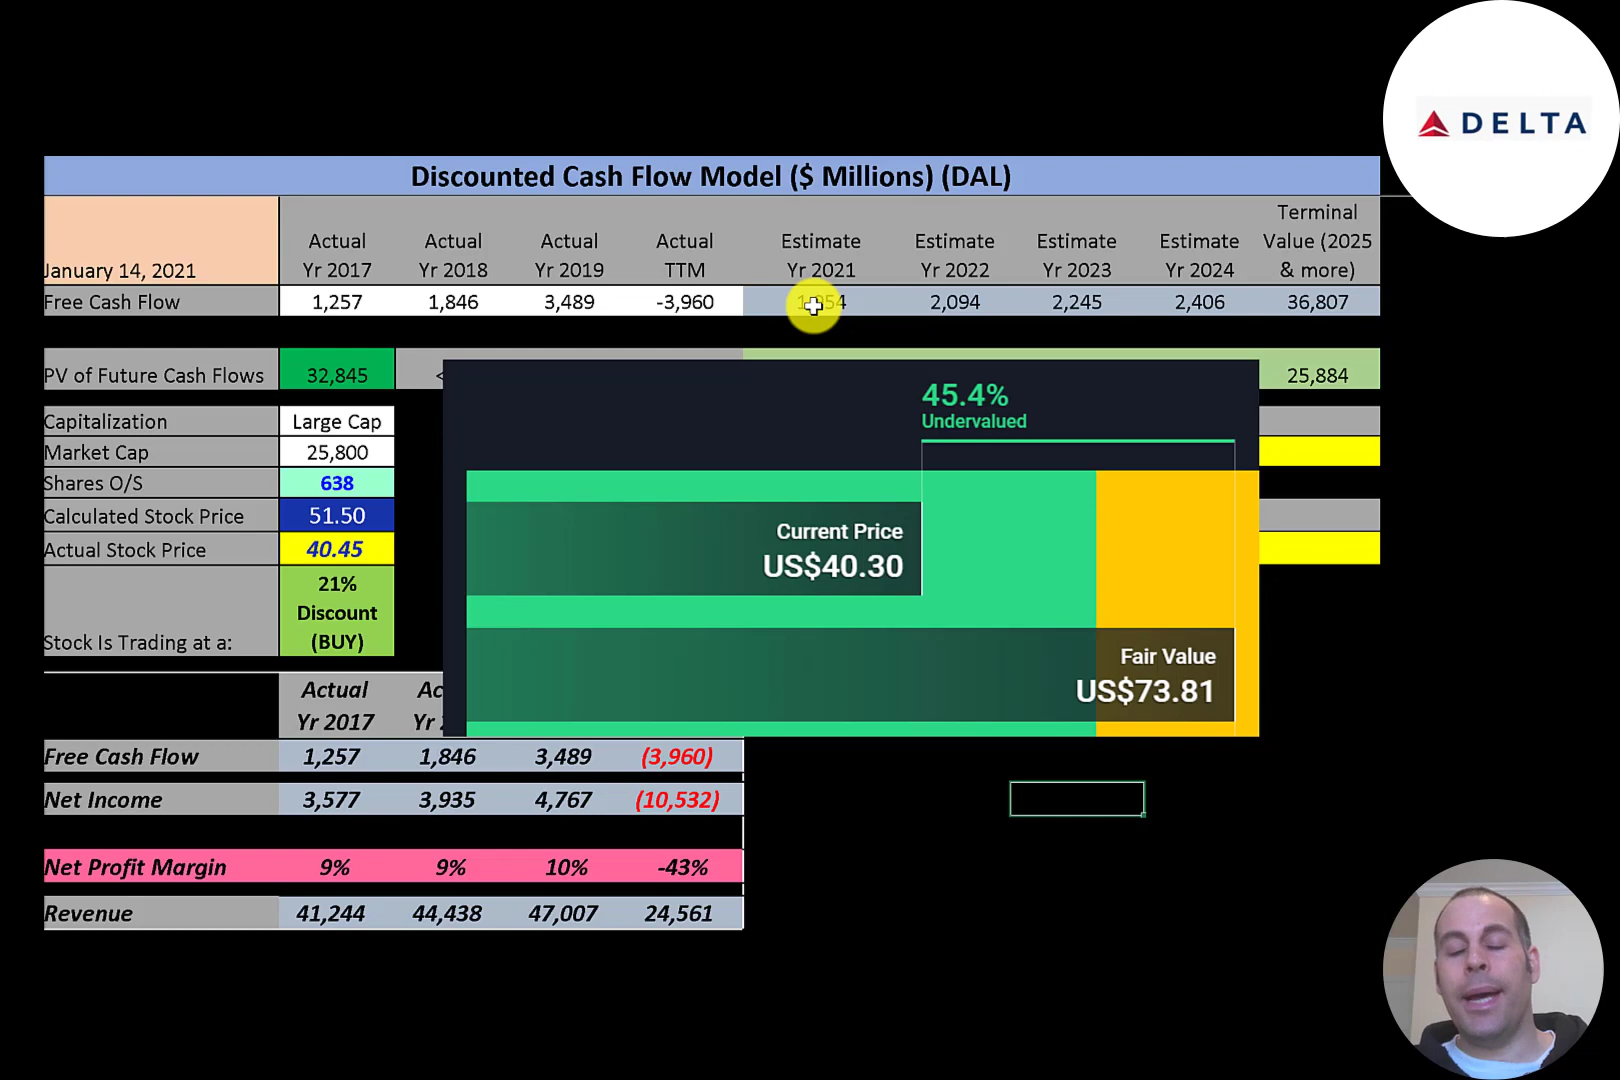 DELTA
Discounted Cash Flow Model ($ Millions) (DAL)
January 14, 2021
Actual Yr 2017
Actual Yr 2018
Actual Yr 2019
Actual TTM
Estimate Yr 2021
Estimate Yr 2022
Estimate Yr 2023
Estimate Yr 2024
Terminal Value (2025 & more)
Free Cash Flow 1,257 1,846 3,489 -3,960 2,094 2,245 2,406 36,807
PV of Future Cash Flows 32,845 < 25,884
Capitalization Large Cap
Market Cap 25,800
Shares O/S 638
Calculated Stock Price 51.50
Actual Stock Price 40.45
Stock Is Trading at a: 21% Discount (BUY)
45.4%
Undervalued
Current Price
US$40.30
Fair Value
US$73.81
Actual Yr 2017
Free Cash Flow 1,257 1,846 3,489 (3,960)
Net Income 3,577 3,935 4,767 (10,532)
Net Profit Margin 9% 9% 10% -43%
Revenue 41,244 44,438 47,007 24,561